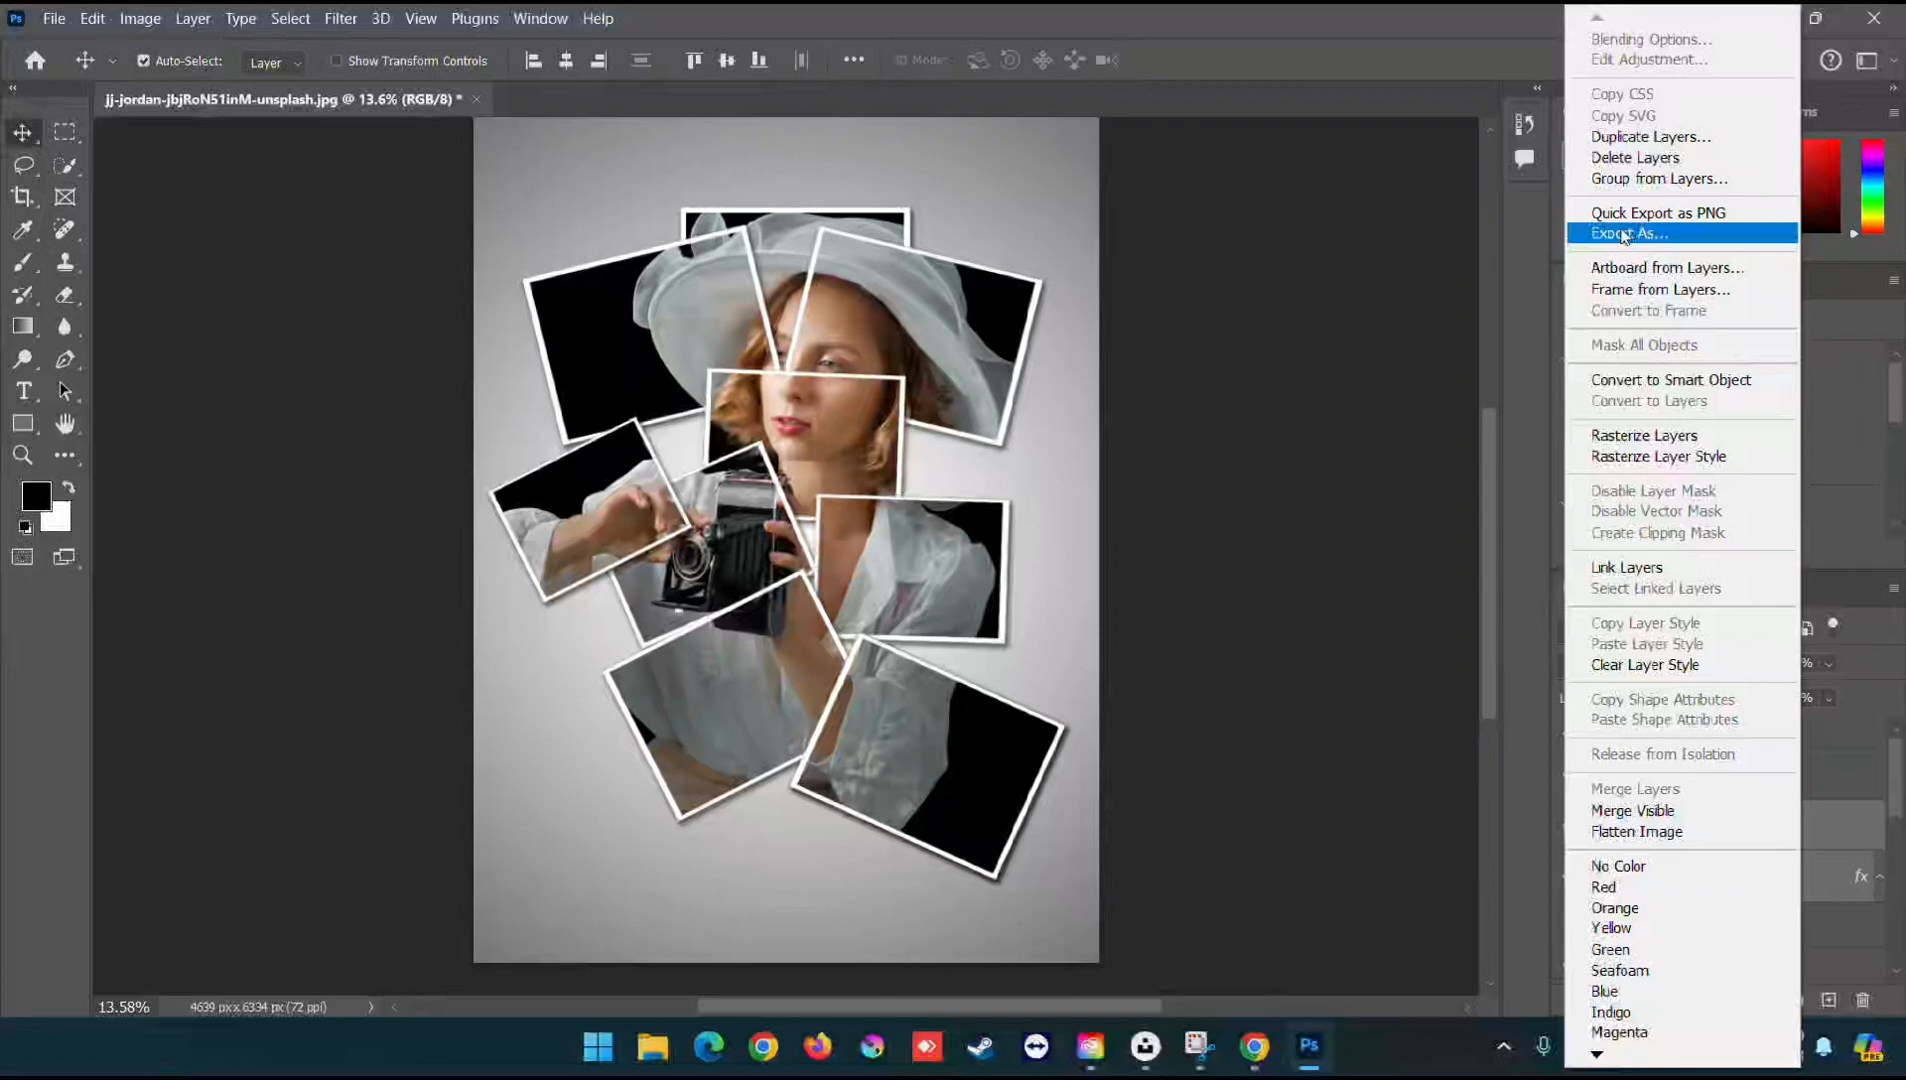 Ps File Edit Image Layer Type Select Filter 3D View Plugins Window Help
Auto-Select: Layer Show Transform Controls ••• 3D Mode:
jj-jordan-jbjRoN51inM-unsplash.jpg @ 13.6% (RGB/8) * ×
Blending Options...
Edit Adjustment...
Copy CSS
Copy SVG
Duplicate Layers...
Delete Layers
Group from Layers...
Quick Export as PNG
Export As...
Artboard from Layers...
Frame from Layers...
Convert to Frame
Mask All Objects
Convert to Smart Object
Convert to Layers
Rasterize Layers
Rasterize Layer Style
Disable Layer Mask
Disable Vector Mask
Create Clipping Mask
Link Layers
Select Linked Layers
Copy Layer Style
Paste Layer Style
Clear Layer Style
Copy Shape Attributes
Paste Shape Attributes
Release from Isolation
Merge Layers
Merge Visible
Flatten Image
No Color
Red
Orange
Yellow
Green
Seafoam
Blue
Indigo
Magenta
fx
13.58% 4639 px x 6334 px (72 ppi)
Ps
PRE